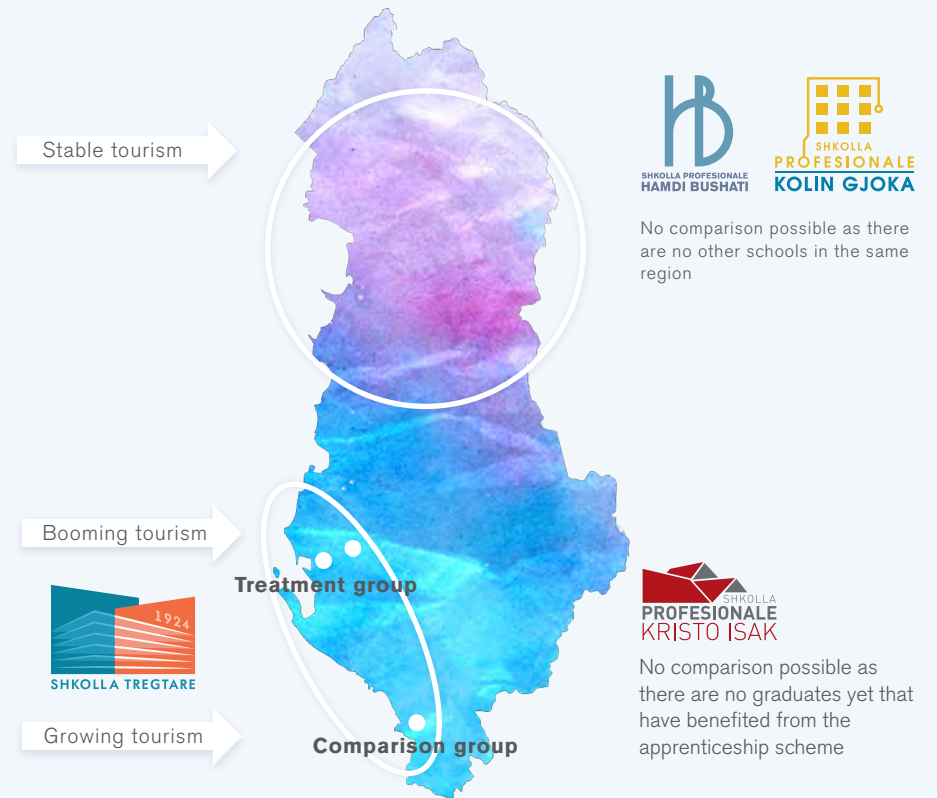 Stable tourism
SHKOLLA PROFESIONALE
HAMDI BUSHATI
SHKOLLA
PROFESIONALE
KOLIN GJOKA
No comparison possible as there
are no other schools in the same
region
Booming tourism
Treatment group
1924
SHKOLLA TREGTARE
Growing tourism
Comparison group
SHKOLLA
PROFESIONALE
KRISTO ISAK
No comparison possible as
there are no graduates yet that
have benefited from the
apprenticeship scheme